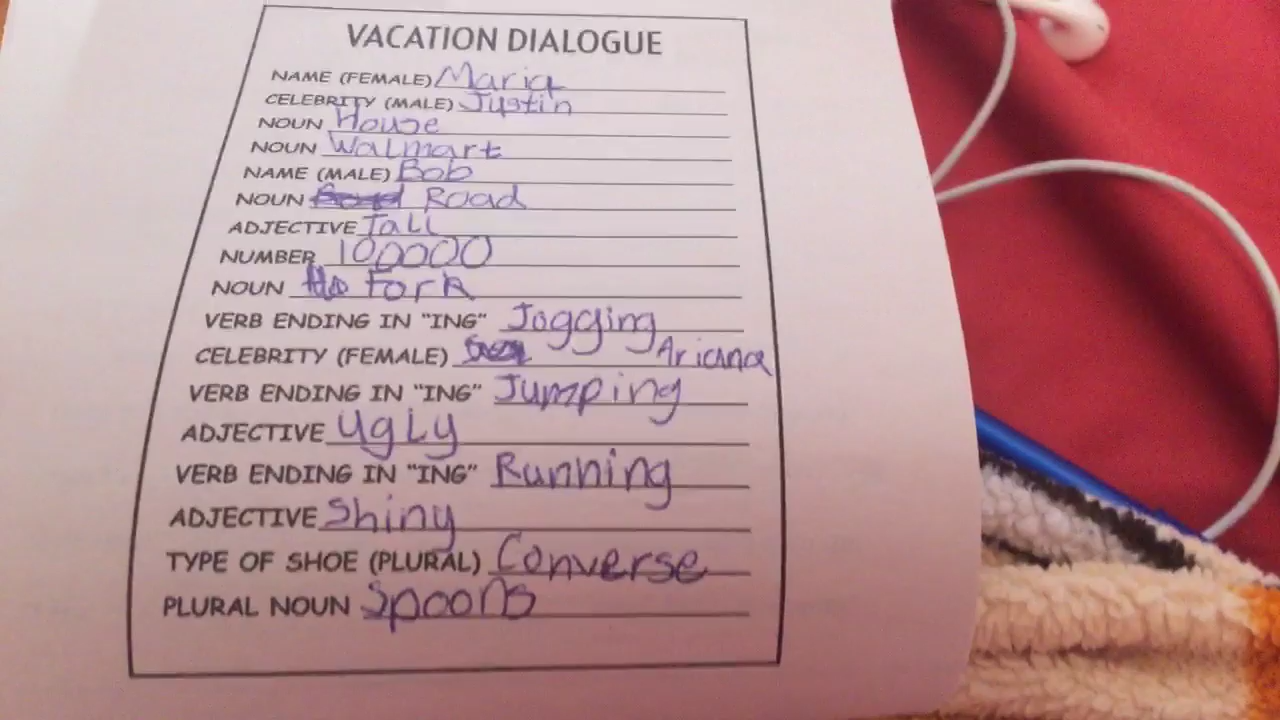 VACATION DIALOGUE
NAME (FEMALE) Maria
CELEBRITY (MALE) Justin
NOUN House
NOUN Walmart
NAME (MALE) Bob
NOUN Road
ADJECTIVE Tall
NUMBER 100000
NOUN Fork
VERB ENDING IN "ING" Jogging
CELEBRITY (FEMALE) Ariana
VERB ENDING IN "ING" Jumping
ADJECTIVE Ugly
VERB ENDING IN "ING" Running
ADJECTIVE Shiny
TYPE OF SHOE (PLURAL) Converse
PLURAL NOUN Spoons